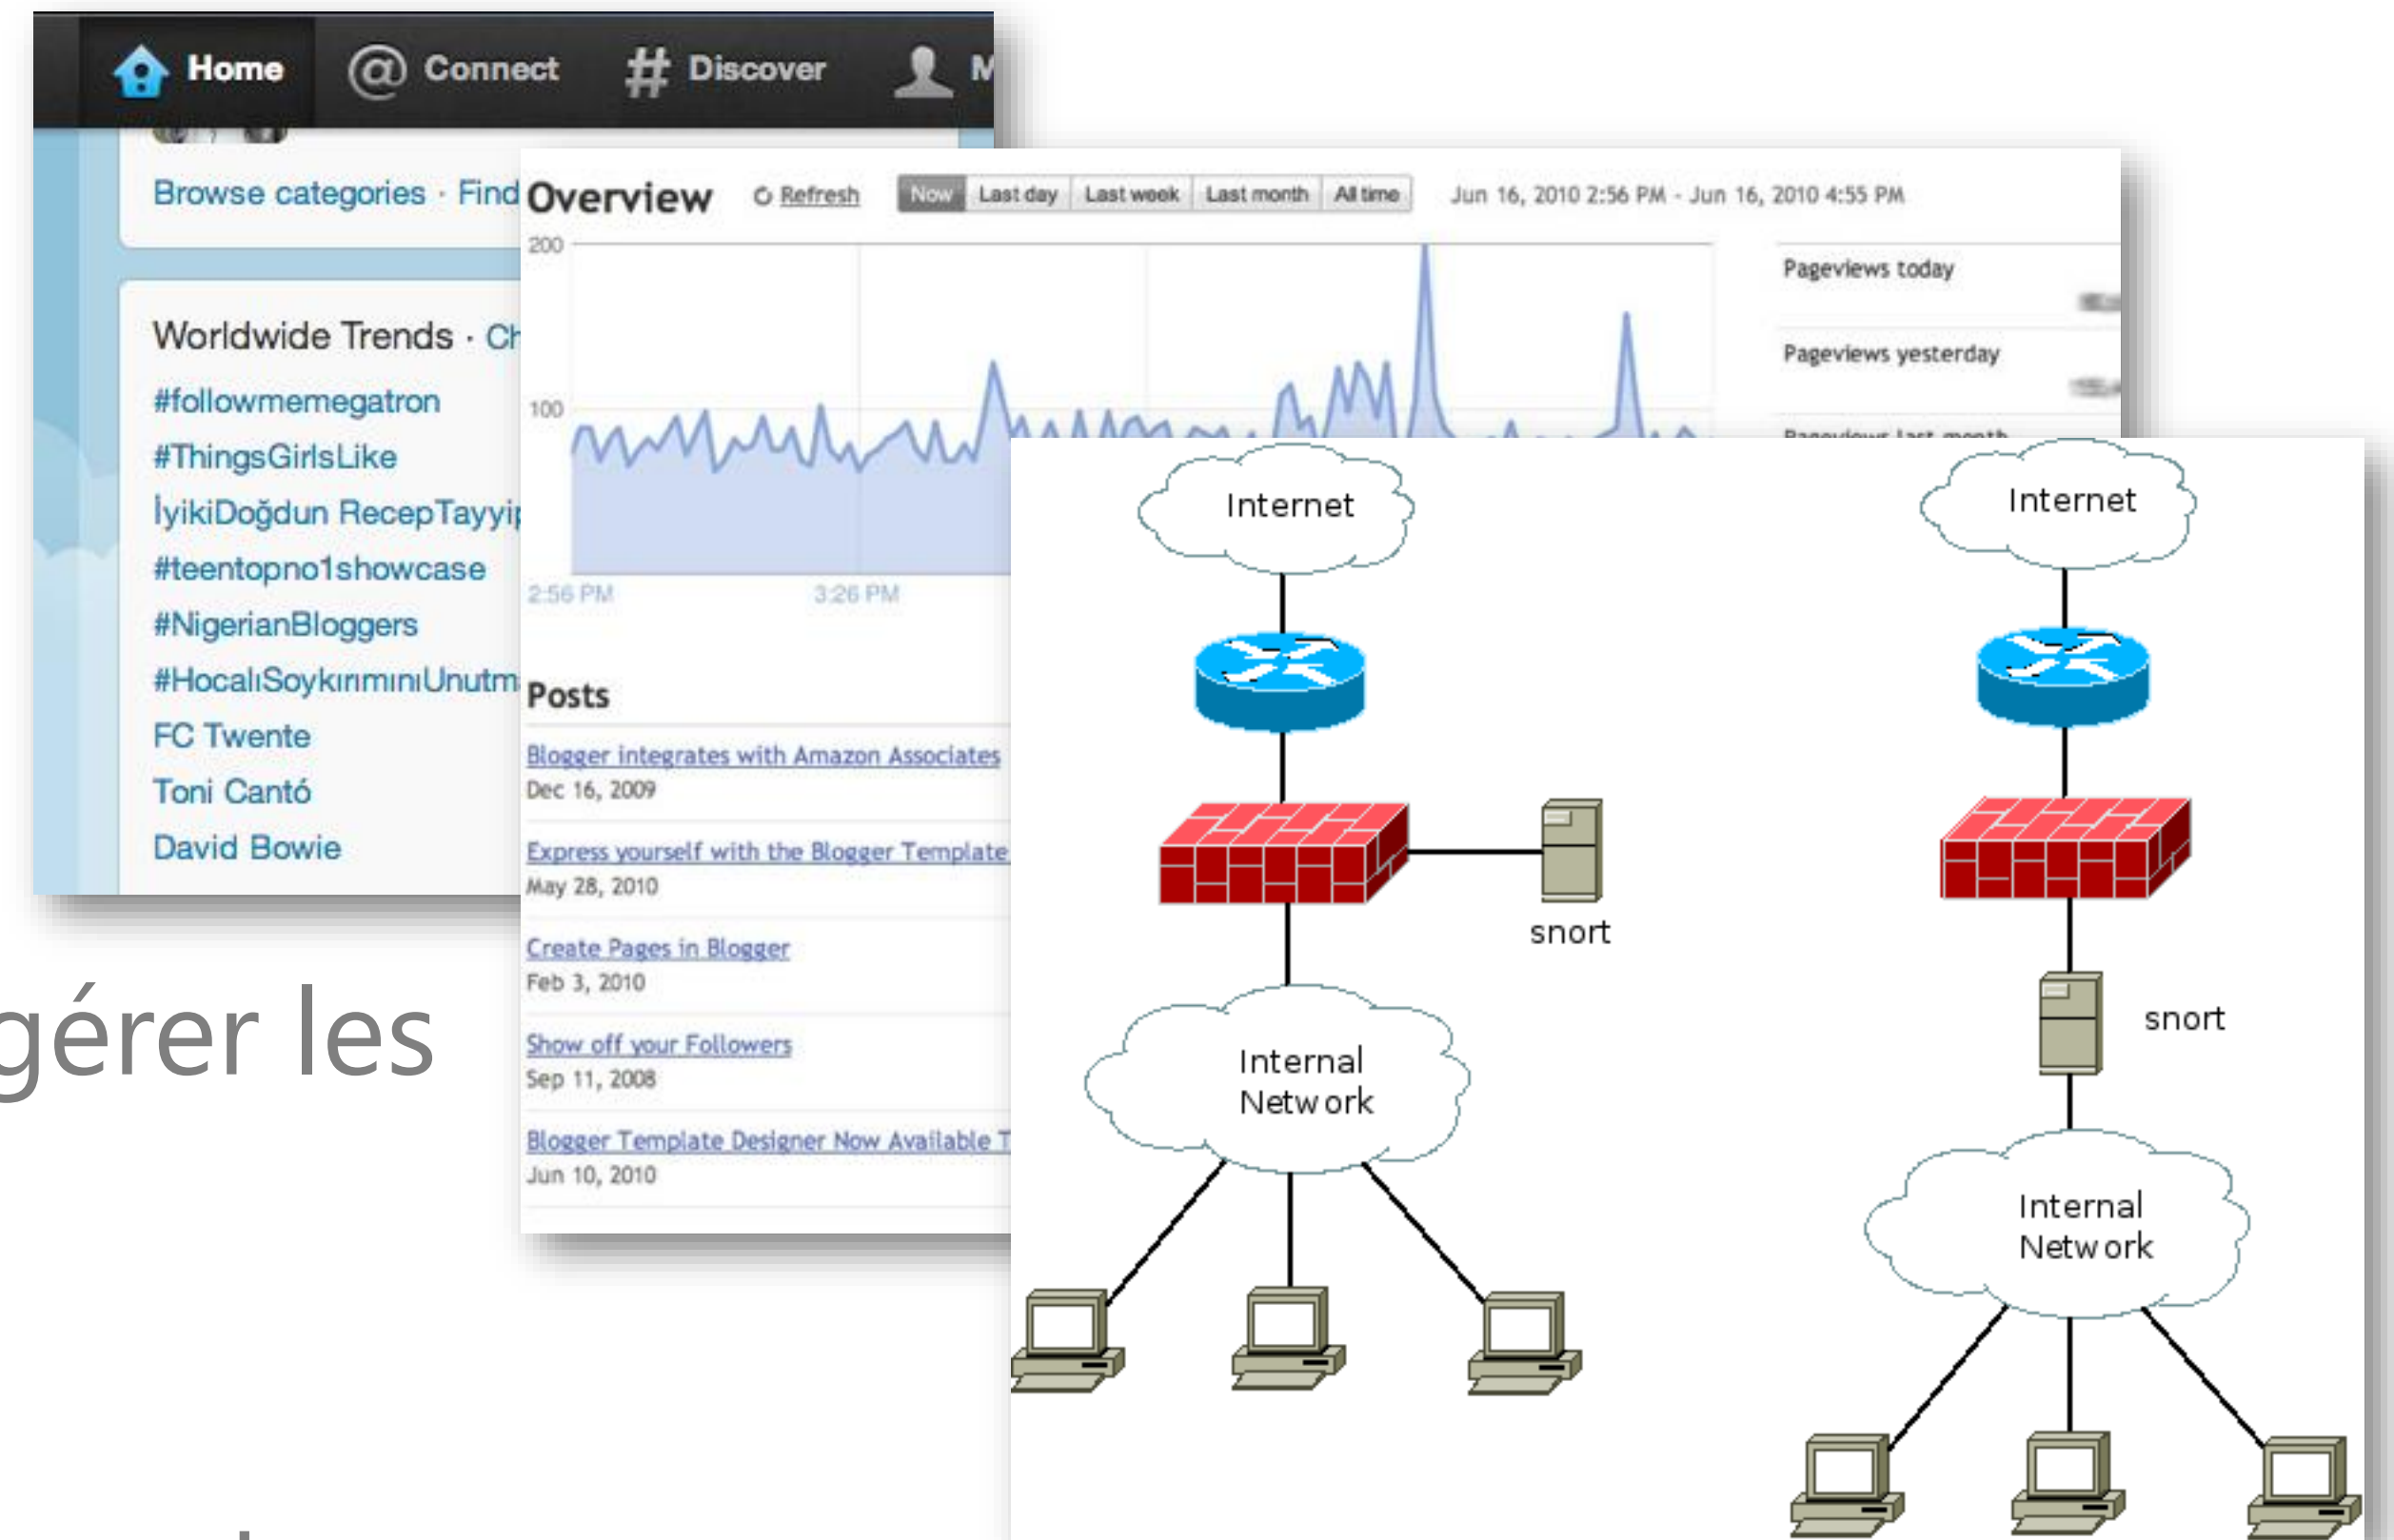 Home @ Connect # Discover
Browse categories · Find
Worldwide Trends ·
#followmemegatron
#ThingsGirlsLike
İyikiDoğdun RecepTayyip
#teentopno1showcase
#NigerianBloggers
#HocalıSoykırımınıUnutm
FC Twente
Toni Cantó
David Bowie
Overview Refresh Now Last day Last week Last month All time Jun 16, 2010 2:56 PM - Jun 16, 2010 4:55 PM
200
100
2:56 PM 3:26 PM
Pageviews today
Pageviews yesterday
Pageviews last month
Posts
Blogger integrates with Amazon Associates
Dec 16, 2009
Express yourself with the Blogger Template
May 28, 2010
Create Pages in Blogger
Feb 3, 2010
Show off your Followers
Sep 11, 2008
Blogger Template Designer Now Available
Jun 10, 2010
Internet
snort
Internal
Network
Internet
snort
Internal
Network
gérer les